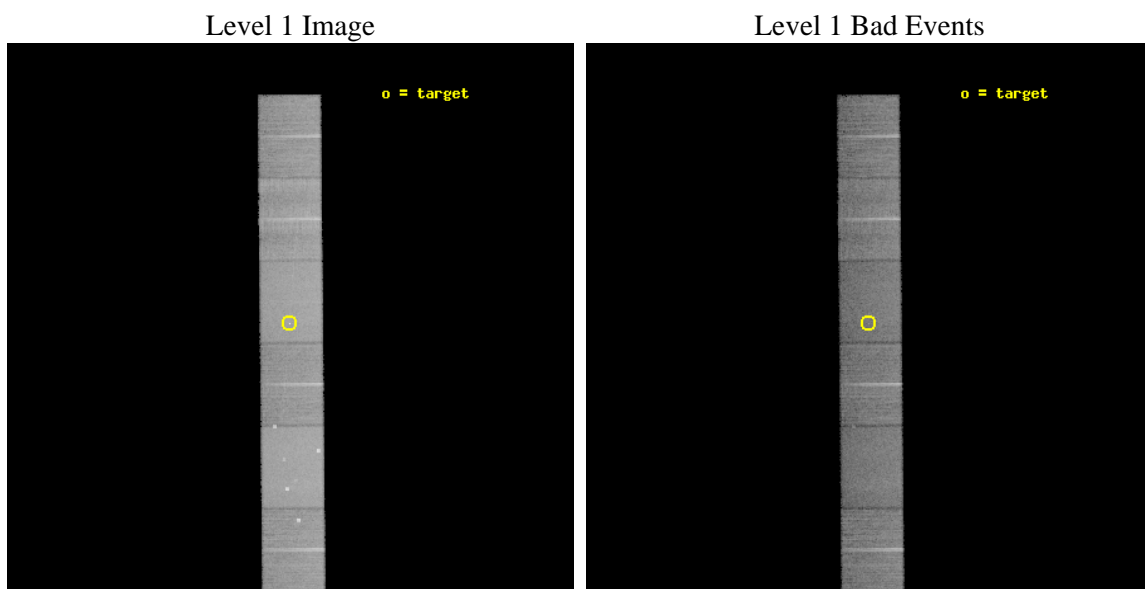 Level 1 Image
Level 1 Bad Events
o = target
o = target